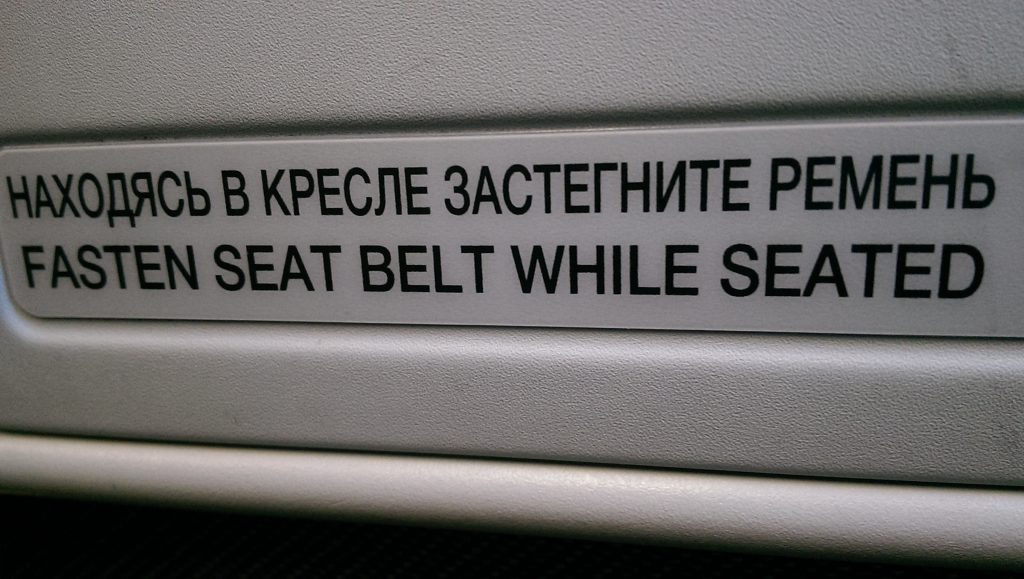 НАХОДЯСЬ В КРЕСЛЕ ЗАСТЕГНИТЕ РЕМЕНЬ
FASTEN SEAT BELT WHILE SEATED